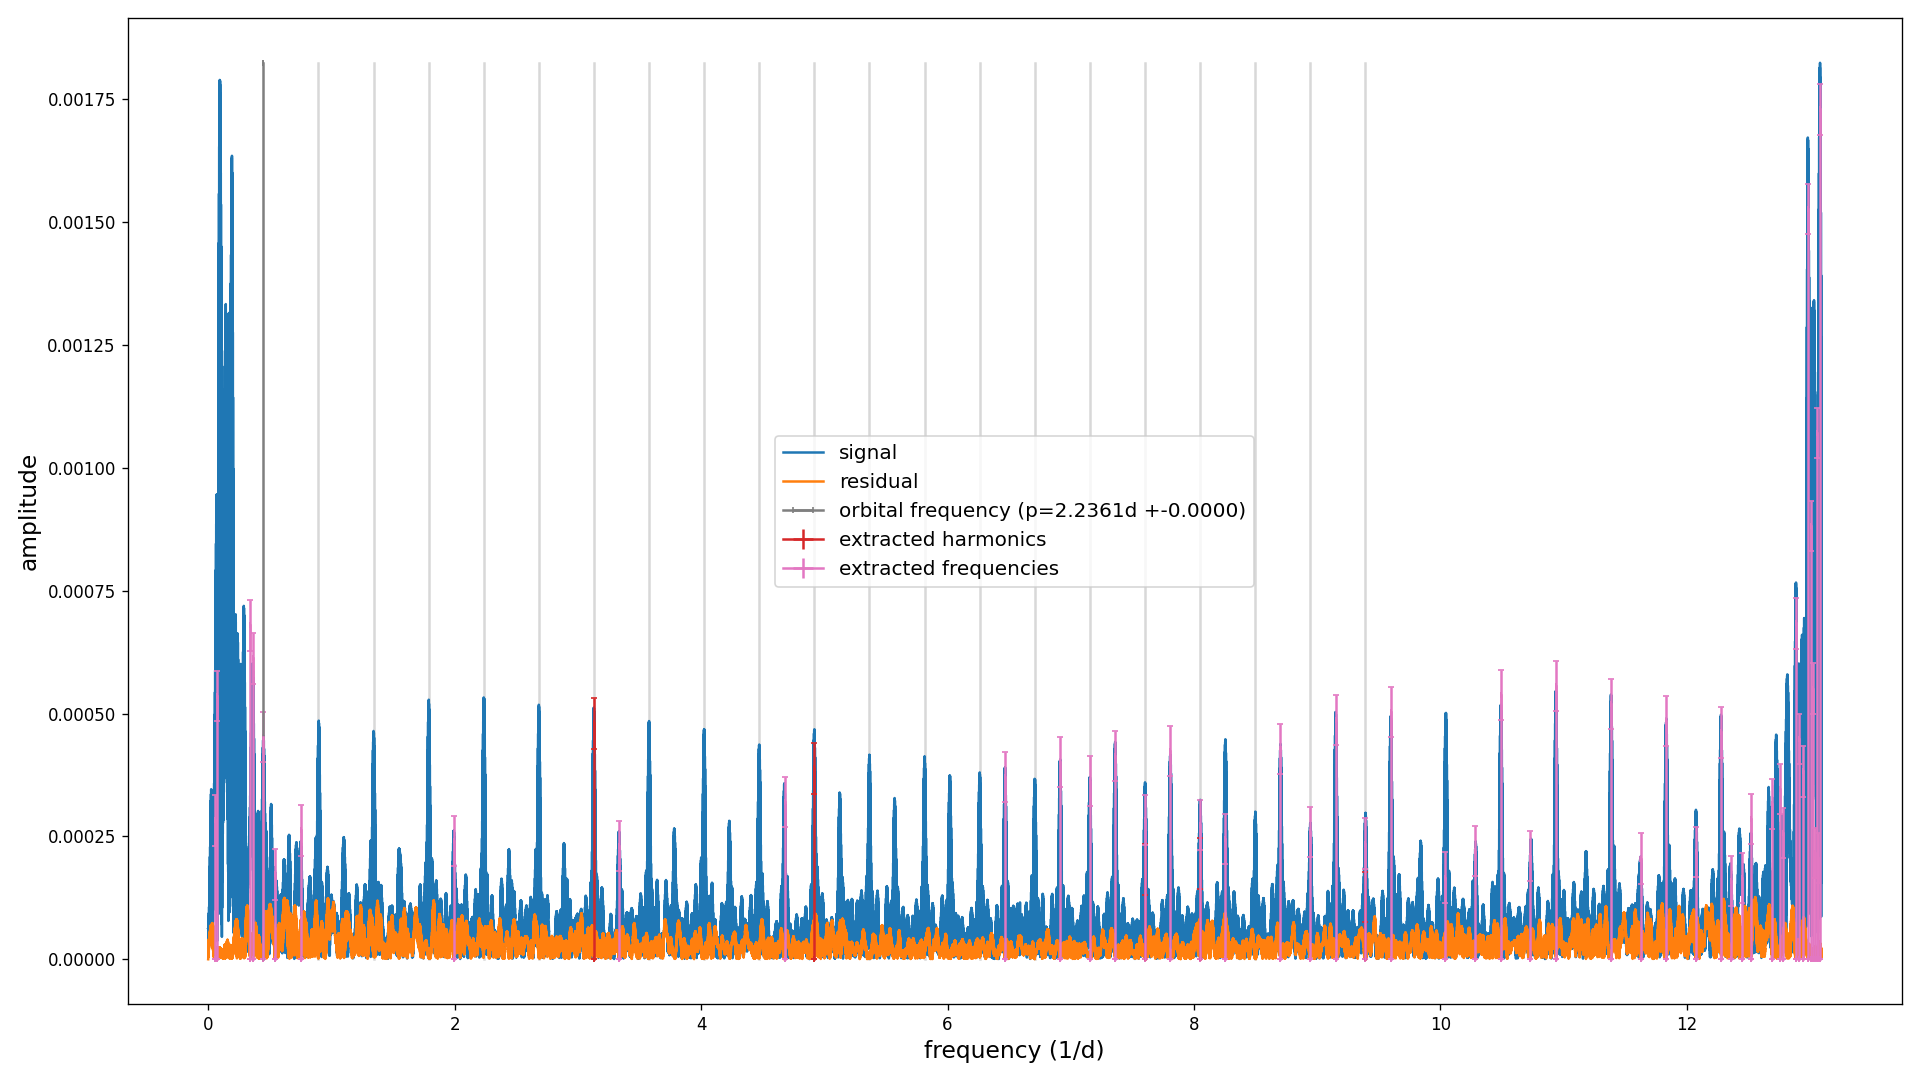 0.00175
0.00150
0.00125
0.00100
0.00075
0.00050
0.00025
0.00000
amplitude
signal
residual
orbital frequency (p=2.2361d +-0.0000)
extracted harmonics
extracted frequencies
0 2 4 6 8 10 12
frequency (1/d)